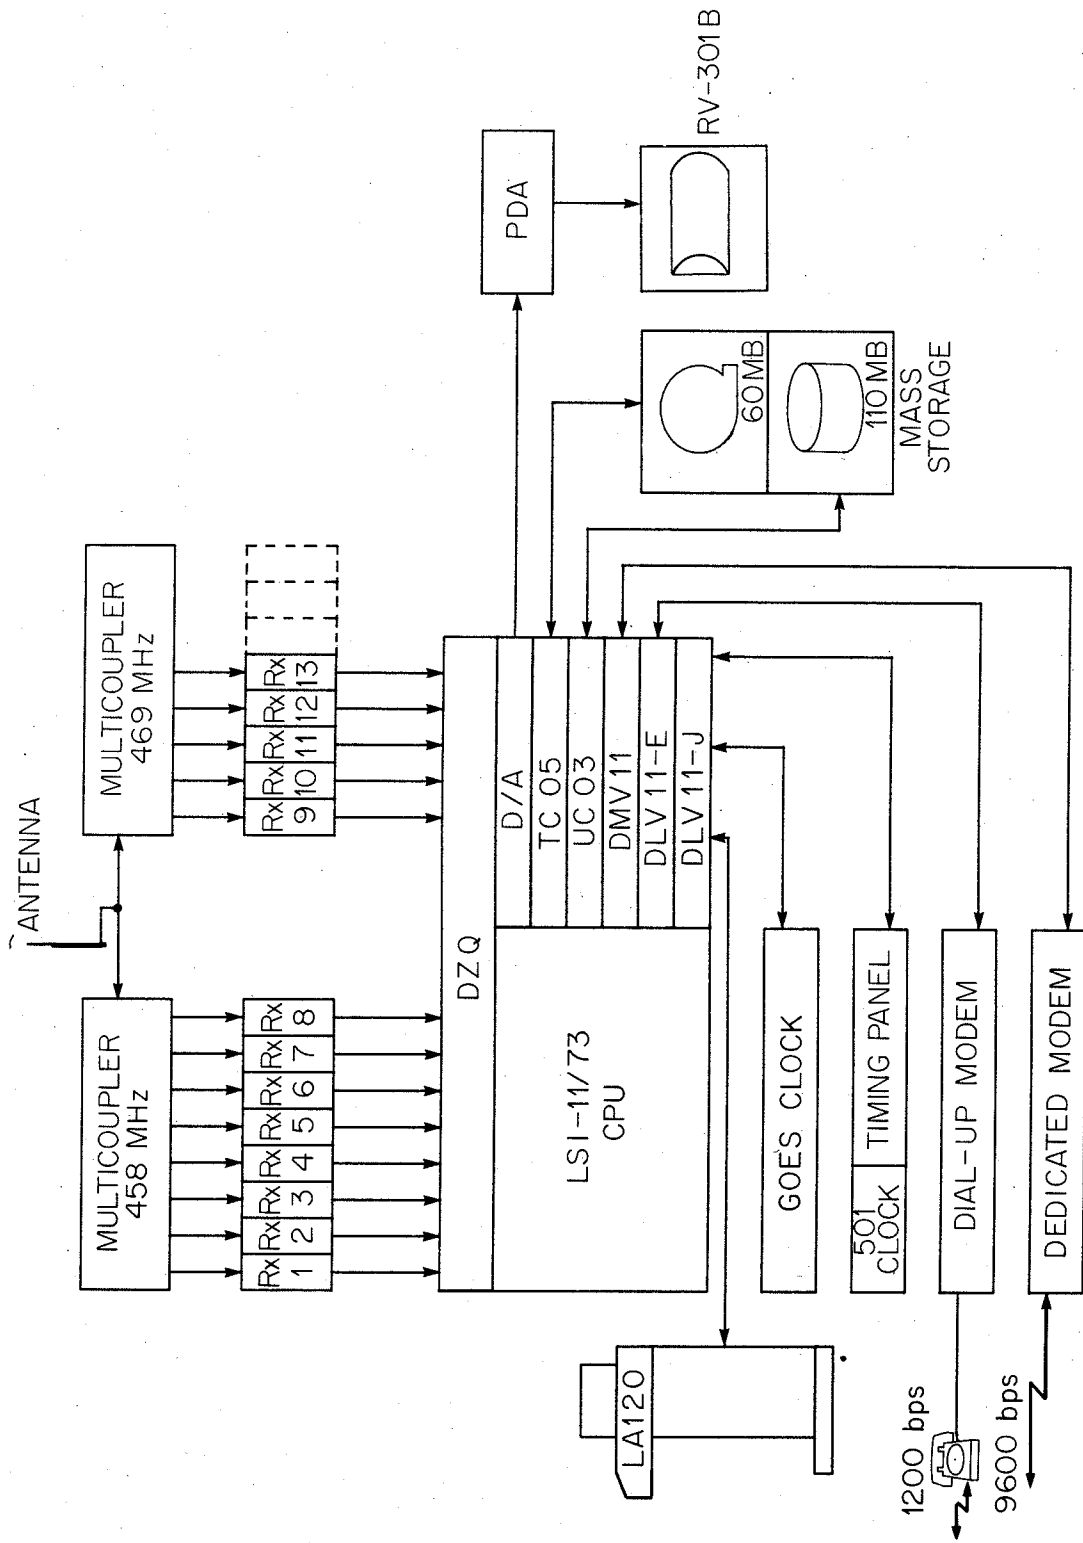 ANTENNA
MULTICOUPLER
458 MHz
MULTICOUPLER
469 MHz
Rx
1
Rx
2
Rx
3
Rx
4
Rx
5
Rx
6
Rx
7
Rx
8
Rx
9
Rx
10
Rx
11
Rx
12
Rx
13
DZQ
LSI-11/73
CPU
D/A
TC 05
UC 03
DMV11
DLV11-E
DLV11-J
PDA
RV-301B
60MB
110 MB
MASS
STORAGE
LA120
GOES CLOCK
501
CLOCK
TIMING PANEL
DIAL-UP MODEM
DEDICATED MODEM
1200 bps
9600 bps